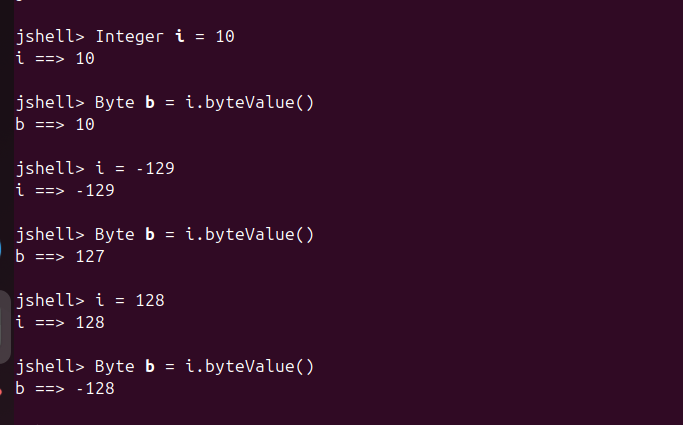 jshell> Integer i = 10
i ==> 10
jshell> Byte b = i.byteValue()
b ==> 10
jshell> i = -129
i ==> -129
jshell> Byte b = i.byteValue()
b ==> 127
jshell> i = 128
i ==> 128
jshell> Byte b = i.byteValue()
b ==> -128